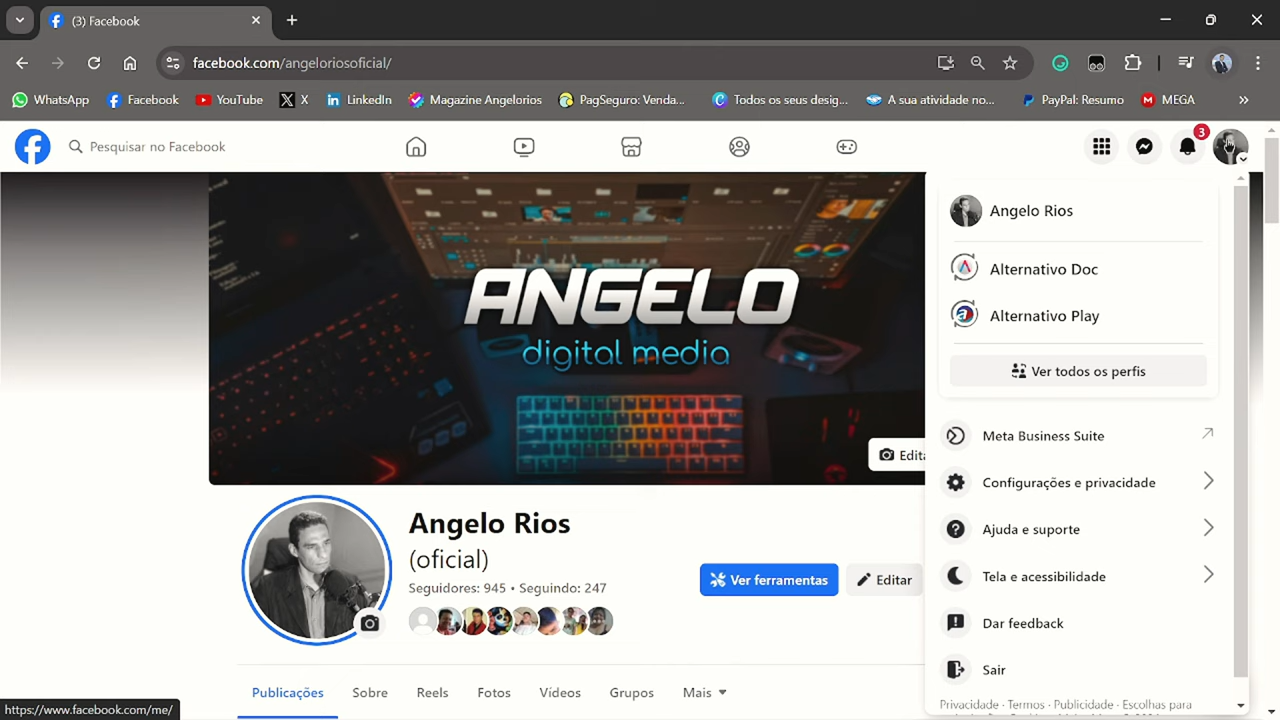 (3) Facebook
facebook.com/angeloriosoficial/
WhatsApp Facebook YouTube X LinkedIn Magazine Angelorios PagSeguro: Venda... Todos os seus desig... A sua atividade no... PayPal: Resumo MEGA
Pesquisar no Facebook
3
ANGELO
digital media
Edita
Angelo Rios
(oficial)
Seguidores: 945 • Seguindo: 247
Ver ferramentas
Editar
Publicações Sobre Reels Fotos Vídeos Grupos Mais
Angelo Rios
Alternativo Doc
Alternativo Play
Ver todos os perfis
Meta Business Suite
Configurações e privacidade
Ajuda e suporte
Tela e acessibilidade
Dar feedback
Sair
Privacidade · Termos · Publicidade · Escolhas para
https://www.facebook.com/me/